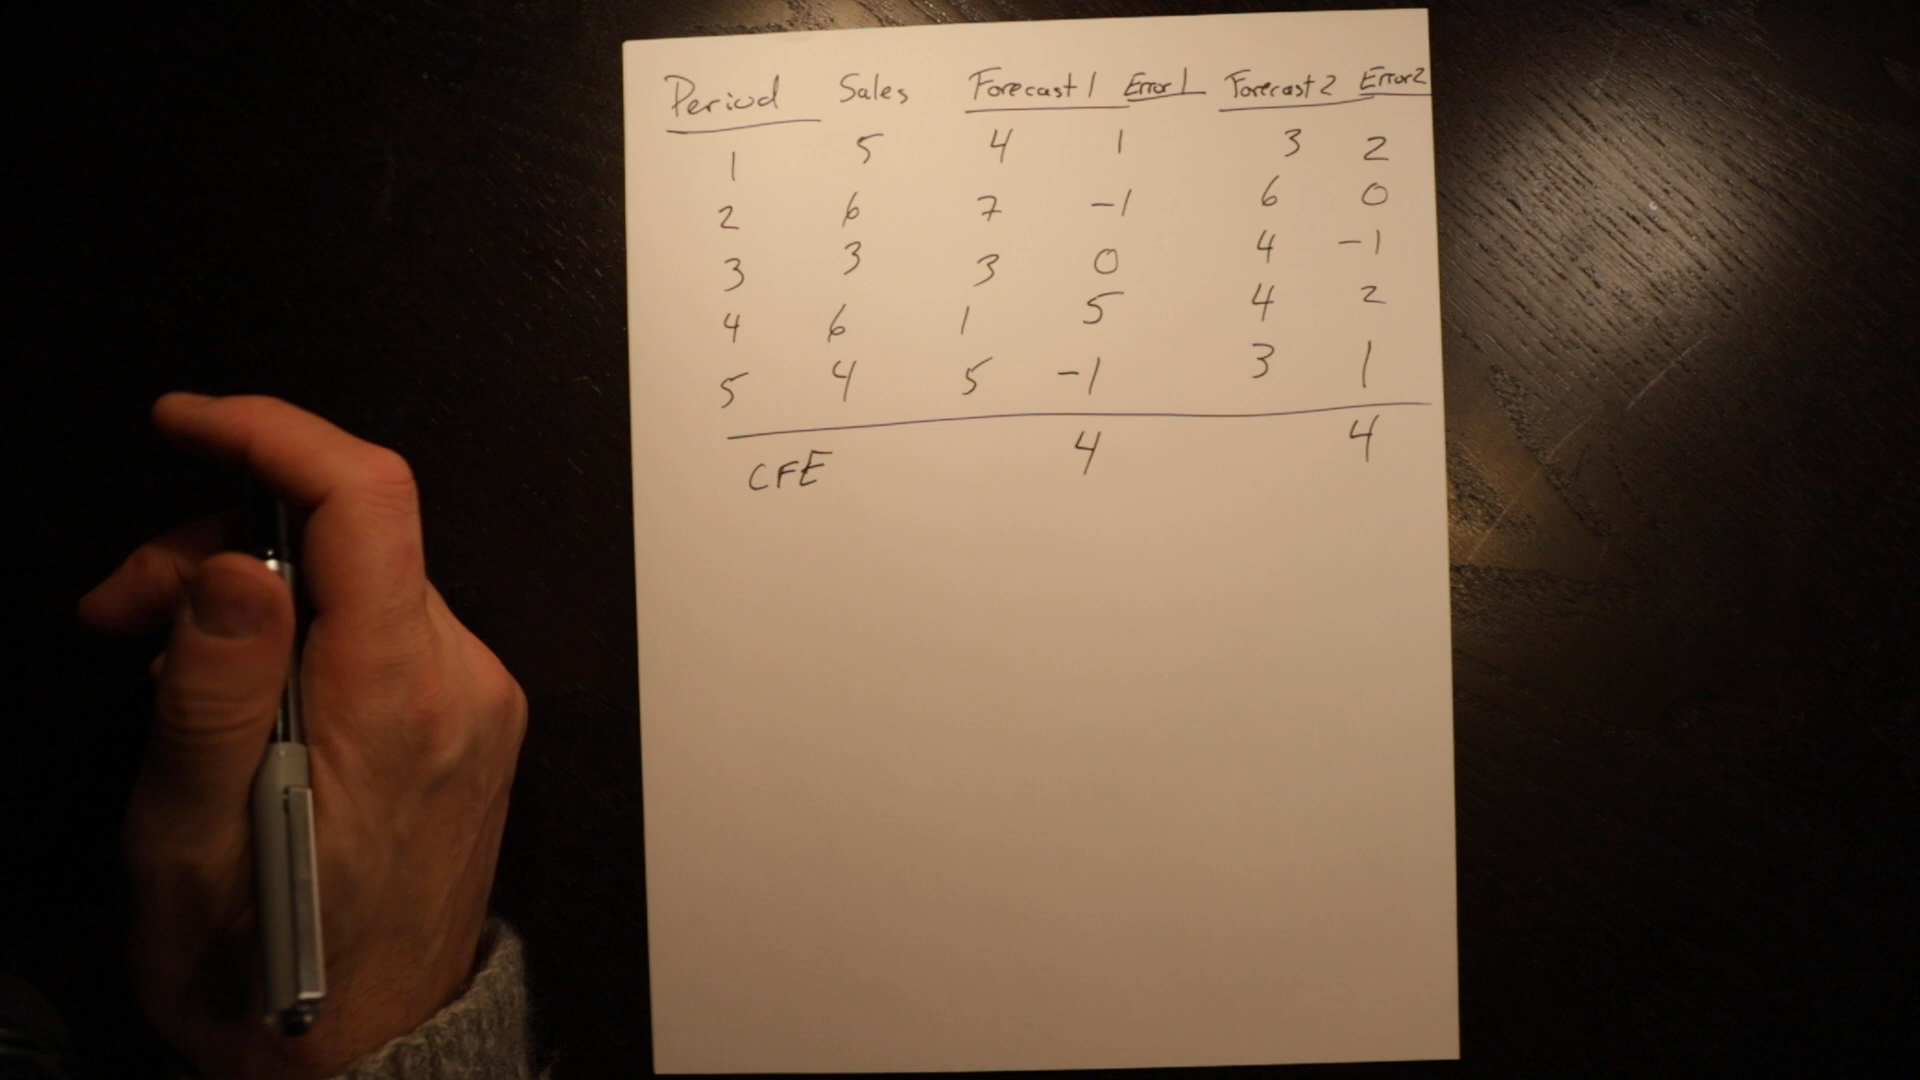 Period Sales Forecast 1 Error 1 Forecast 2 Error 2
1 5 4 1 3 2
2 6 7 -1 6 0
3 3 3 0 4 -1
4 6 1 5 4 2
5 4 5 -1 3 1
CFE 4 4